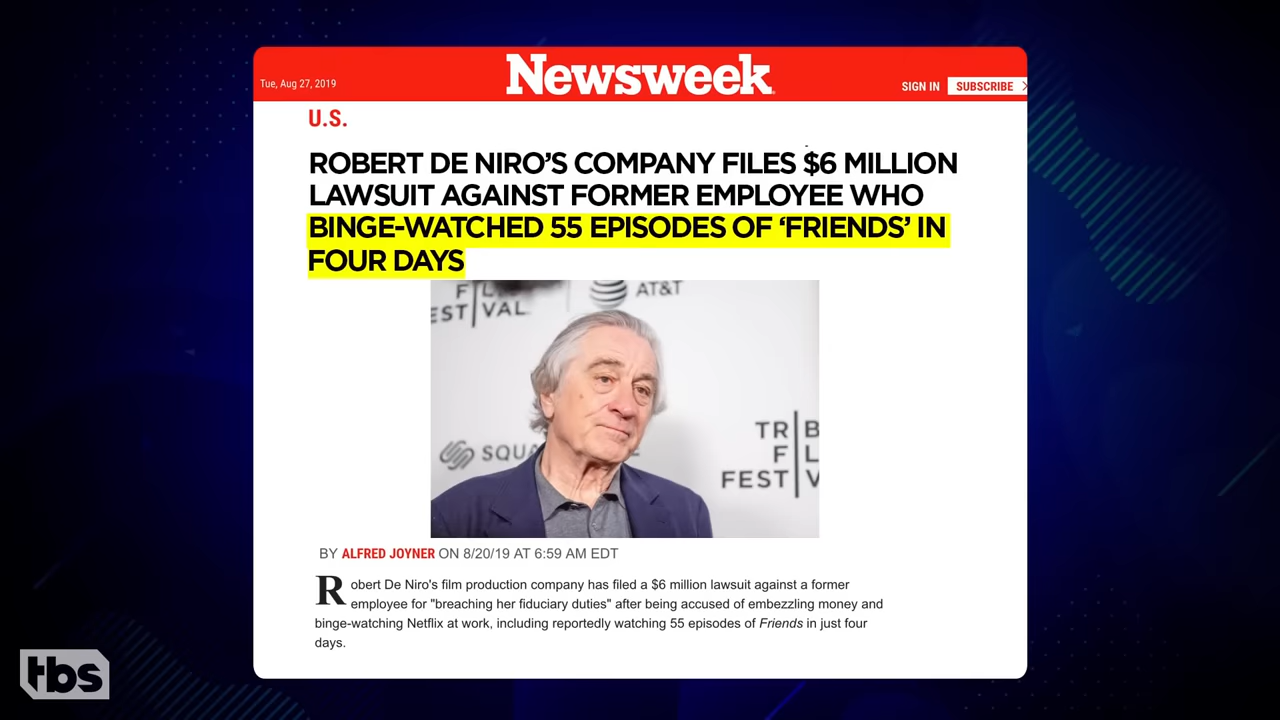 Newsweek
Tue, Aug 27, 2019
SIGN IN
SUBSCRIBE
U.S.
ROBERT DE NIRO’S COMPANY FILES $6 MILLION
LAWSUIT AGAINST FORMER EMPLOYEE WHO
BINGE-WATCHED 55 EPISODES OF ‘FRIENDS’ IN
FOUR DAYS
AT&T
SQUA
TR B
F L
FEST V
BY ALFRED JOYNER ON 8/20/19 AT 6:59 AM EDT
Robert De Niro's film production company has filed a $6 million lawsuit against a former
employee for "breaching her fiduciary duties" after being accused of embezzling money and
binge-watching Netflix at work, including reportedly watching 55 episodes of Friends in just four
days.
tbs